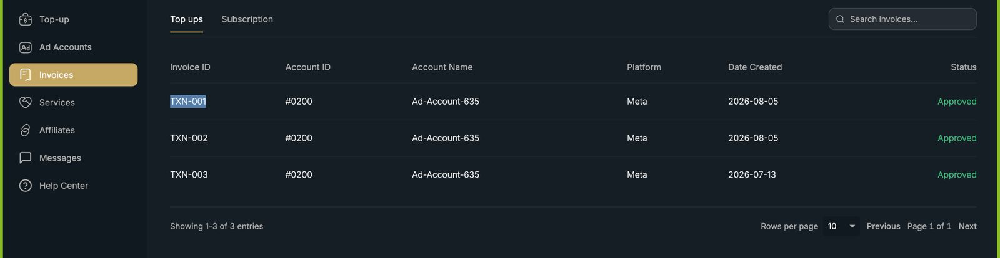 Top-up
Ad Accounts
Invoices
Services
Affiliates
Messages
Help Center
Top ups Subscription
Search invoices...
Invoice ID Account ID Account Name Platform Date Created Status
TXN-001 #0200 Ad-Account-635 Meta 2026-08-05 Approved
TXN-002 #0200 Ad-Account-635 Meta 2026-08-05 Approved
TXN-003 #0200 Ad-Account-635 Meta 2026-07-13 Approved
Showing 1-3 of 3 entries Rows per page 10 Previous Page 1 of 1 Next